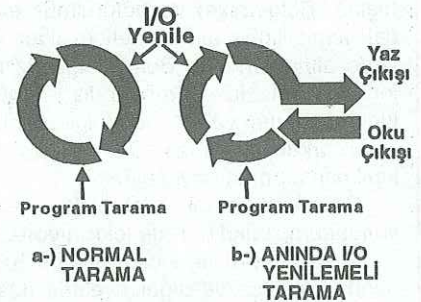 I/O
Yenile
Yaz
Çıkışı
Oku
Çıkışı
Program Tarama
Program Tarama
a-) NORMAL
TARAMA
b-) ANINDA I/O
YENİLEMELİ
TARAMA